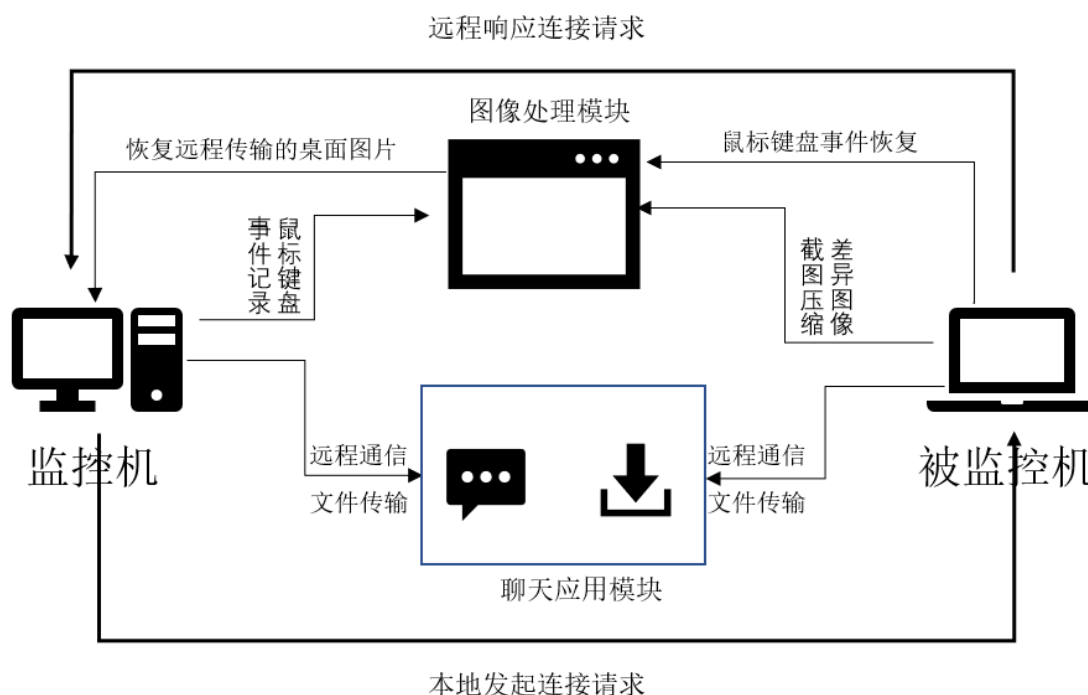 远程响应连接请求
图像处理模块
恢复远程传输的桌面图片
鼠标键盘事件恢复
鼠标键盘
事件记录
差异图像
截图压缩
监控机
被监控机
远程通信
文件传输
远程通信
文件传输
聊天应用模块
本地发起连接请求